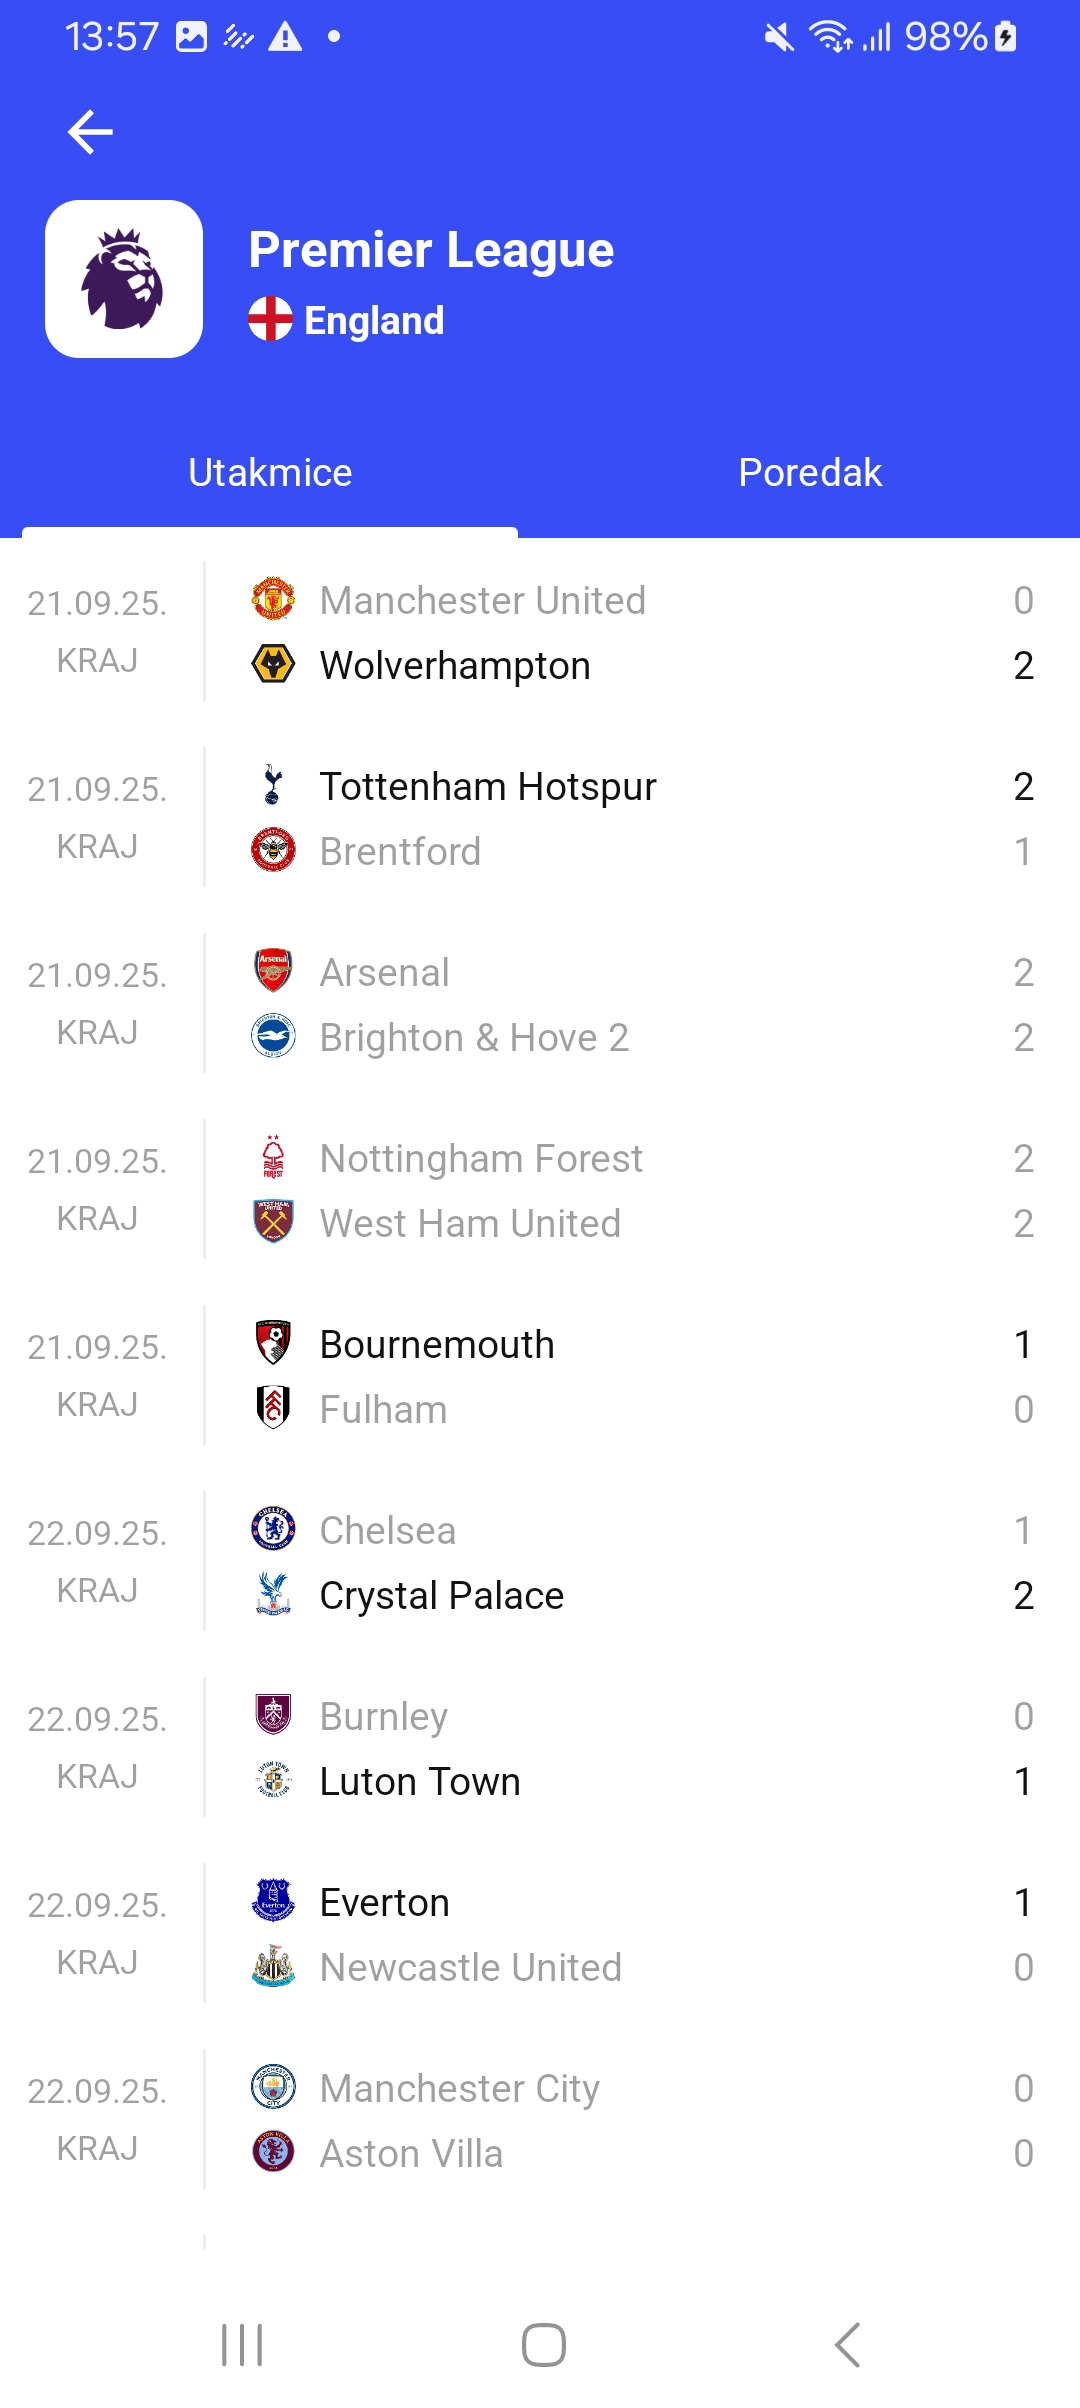 13:57
98%
Premier League
England
Utakmice Poredak
21.09.25. Manchester United 0
KRAJ Wolverhampton 2
21.09.25. Tottenham Hotspur 2
KRAJ Brentford 1
21.09.25. Arsenal 2
KRAJ Brighton & Hove 2 2
21.09.25. Nottingham Forest 2
KRAJ West Ham United 2
21.09.25. Bournemouth 1
KRAJ Fulham 0
22.09.25. Chelsea 1
KRAJ Crystal Palace 2
22.09.25. Burnley 0
KRAJ Luton Town 1
22.09.25. Everton 1
KRAJ Newcastle United 0
22.09.25. Manchester City 0
KRAJ Aston Villa 0